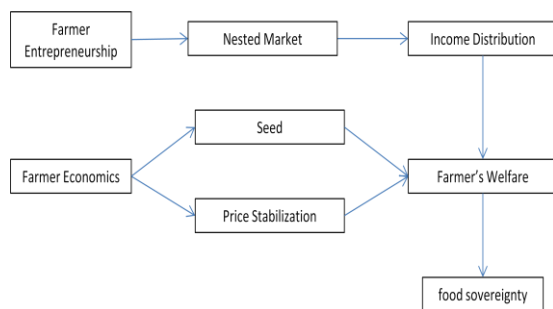 Farmer
Entrepreneurship
Nested Market
Income Distribution
Seed
Farmer Economics
Farmer's Welfare
Price Stabilization
food sovereignty